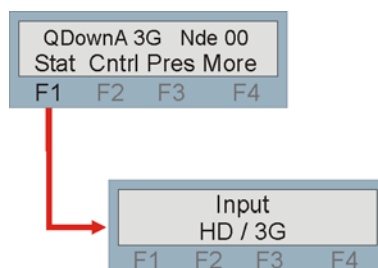 QDownA 3G Nde 00
Stat Cntrl Pres More
F1 F2 F3 F4
Input
HD / 3G
F1 F2 F3 F4